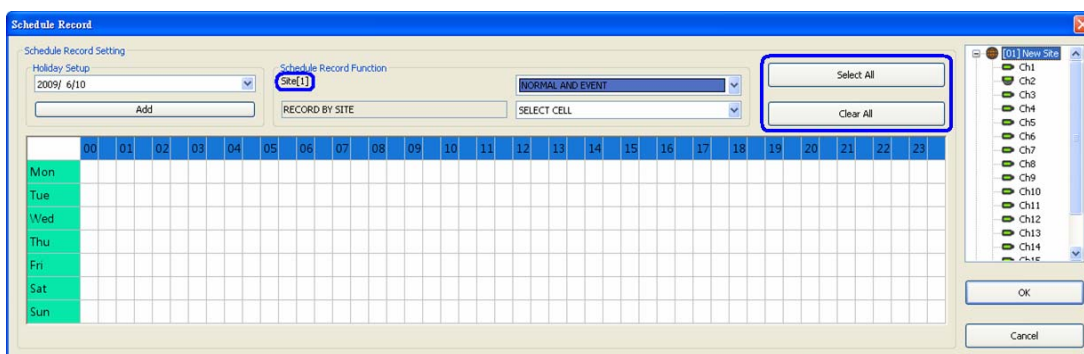 Schedule Record
Schedule Record Setting
Holiday Setup
2009/ 6/10
Add
Schedule Record Function
Site[1]
NORMAL AND EVENT
RECORD BY SITE
SELECT CELL
Select All
Clear All
00 01 02 03 04 05 06 07 08 09 10 11 12 13 14 15 16 17 18 19 20 21 22 23
Mon
Tue
Wed
Thu
Fri
Sat
Sun
[01] New Site
Ch1
Ch2
Ch3
Ch4
Ch5
Ch6
Ch7
Ch8
Ch9
Ch10
Ch11
Ch12
Ch13
Ch14
Ch15
OK
Cancel